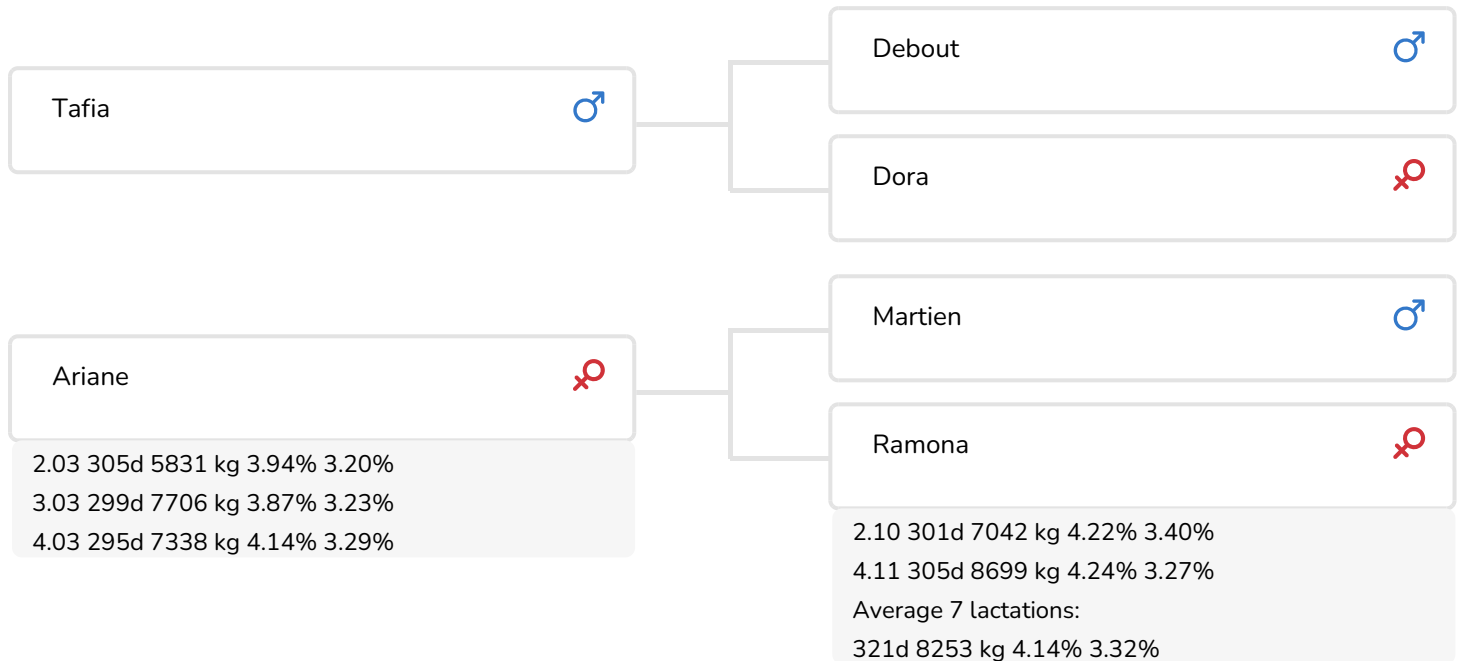 Debout
Tafia
Dora
Martien
Ariane
Ramona
2.03 305d 5831 kg 3.94% 3.20%
3.03 299d 7706 kg 3.87% 3.23%
4.03 295d 7338 kg 4.14% 3.29%
2.10 301d 7042 kg 4.22% 3.40%
4.11 305d 8699 kg 4.24% 3.27%
Average 7 lactations:
321d 8253 kg 4.14% 3.32%